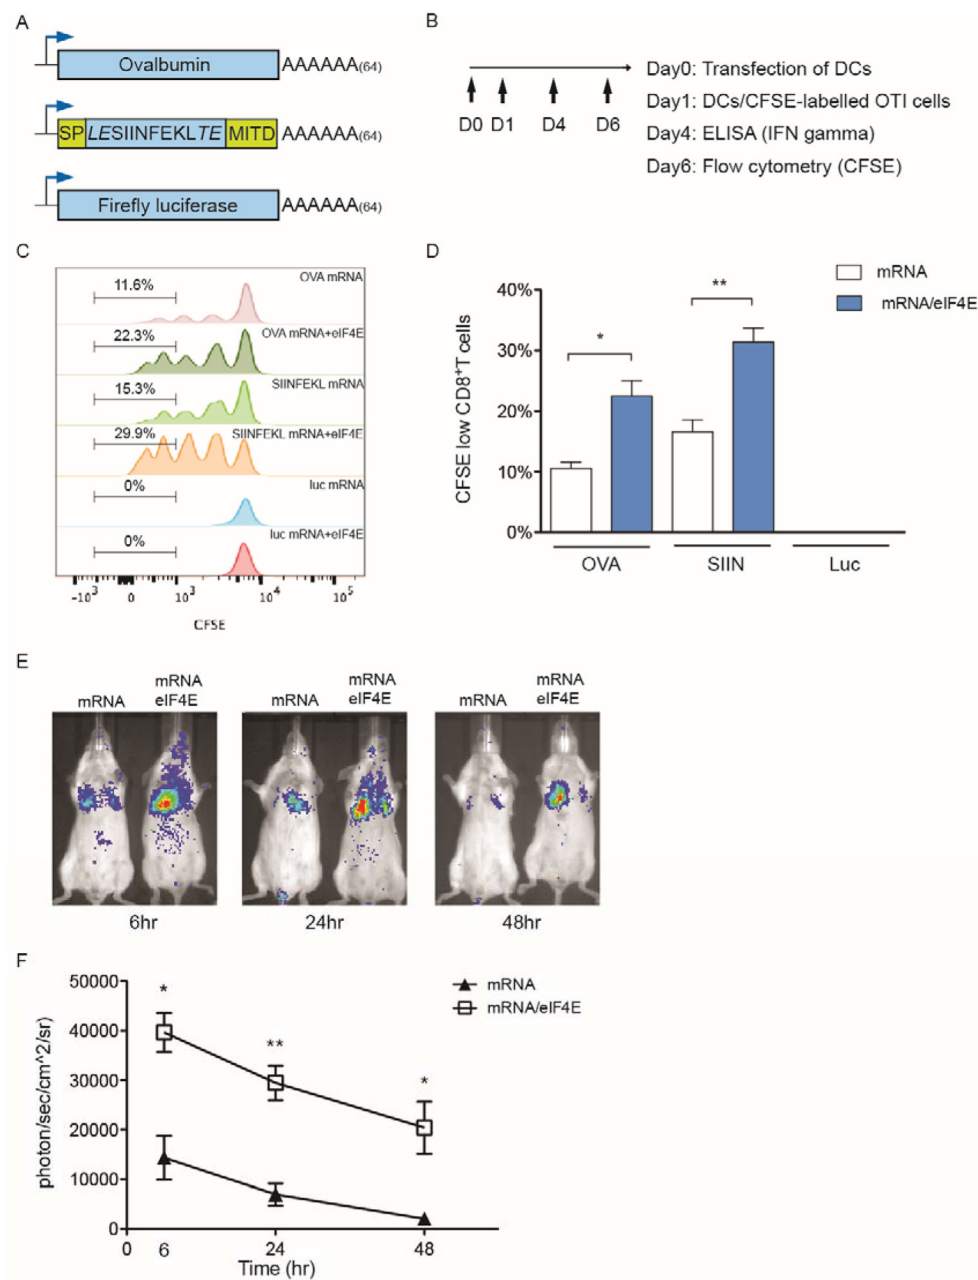 A
Ovalbumin AAAAAA(64)
SP LESIINFEKLTE MITD AAAAAA(64)
Firefly luciferase AAAAAA(64)
B
D0 D1 D4 D6
Day0: Transfection of DCs
Day1: DCs/CFSE-labelled OTI cells
Day4: ELISA (IFN gamma)
Day6: Flow cytometry (CFSE)
C
OVA mRNA
11.6%
OVA mRNA+eIF4E
22.3%
SIINFEKL mRNA
15.3%
SIINFEKL mRNA+eIF4E
29.9%
luc mRNA
0%
luc mRNA+eIF4E
0%
-10³ 0 10³ 10⁴ 10⁵
CFSE
D
mRNA
mRNA/eIF4E
CFSE low CD8⁺T cells
40%
30%
20%
10%
0%
* **
OVA SIIN Luc
E
mRNA mRNA eIF4E
mRNA mRNA eIF4E
mRNA mRNA eIF4E
6hr 24hr 48hr
F
mRNA
mRNA/eIF4E
photon/sec/cm^2/sr)
50000
40000
30000
20000
10000
0
* ** *
0 6 24 48
Time (hr)